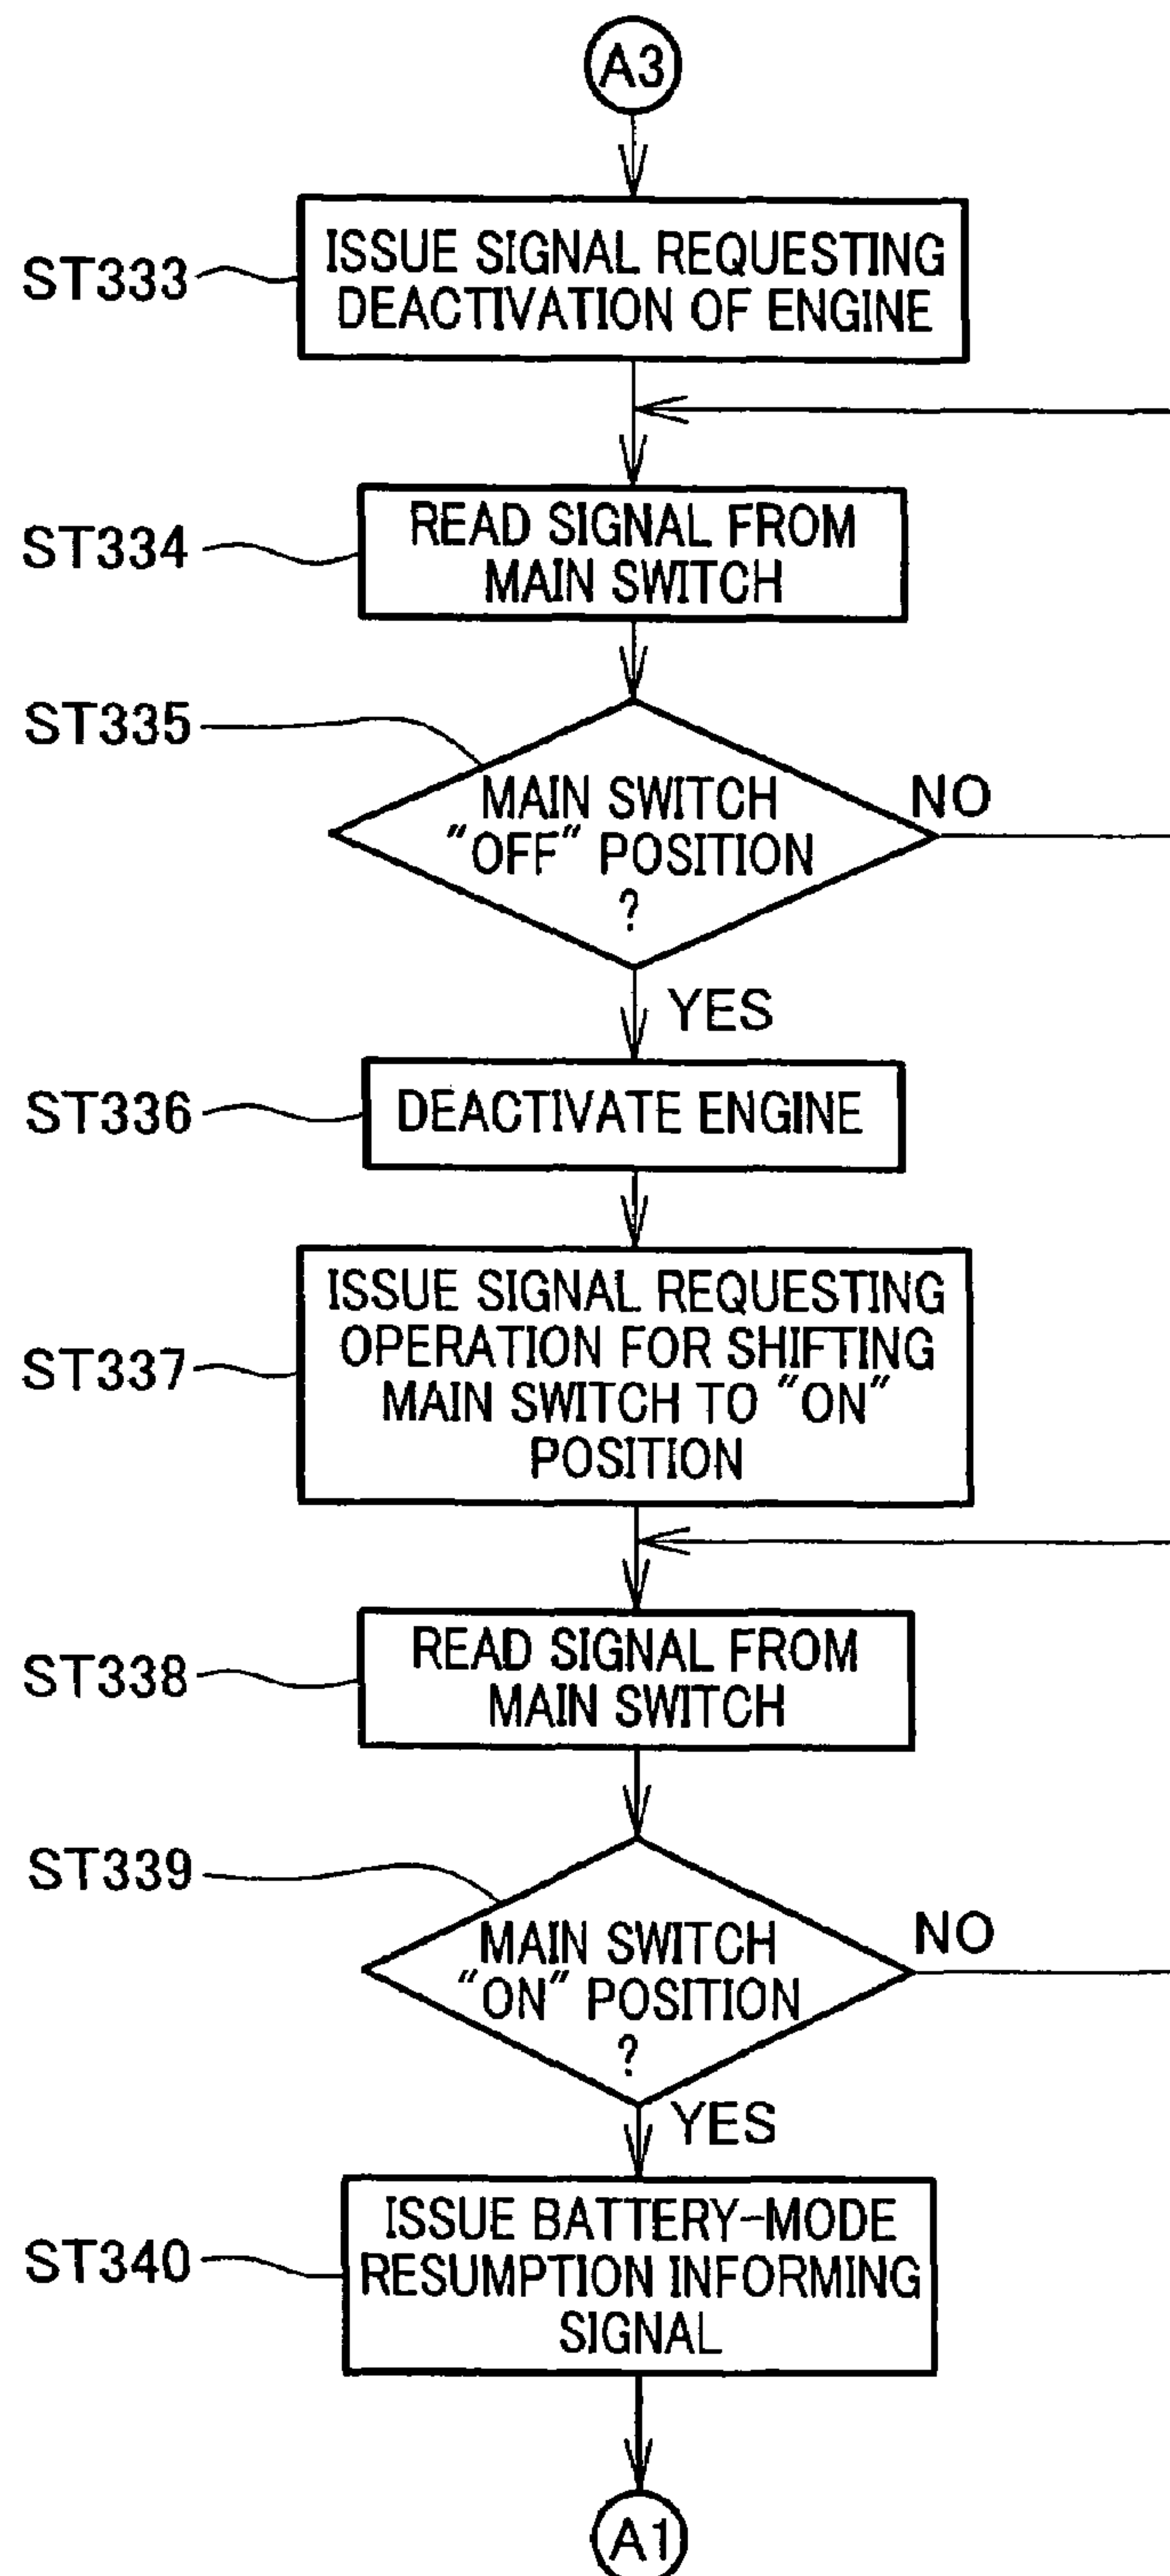 A3
ST333
ISSUE SIGNAL REQUESTING
DEACTIVATION OF ENGINE
ST334
READ SIGNAL FROM
MAIN SWITCH
ST335
MAIN SWITCH
"OFF" POSITION
?
NO
YES
ST336
DEACTIVATE ENGINE
ST337
ISSUE SIGNAL REQUESTING
OPERATION FOR SHIFTING
MAIN SWITCH TO "ON"
POSITION
ST338
READ SIGNAL FROM
MAIN SWITCH
ST339
MAIN SWITCH
"ON" POSITION
?
NO
YES
ST340
ISSUE BATTERY-MODE
RESUMPTION INFORMING
SIGNAL
A1